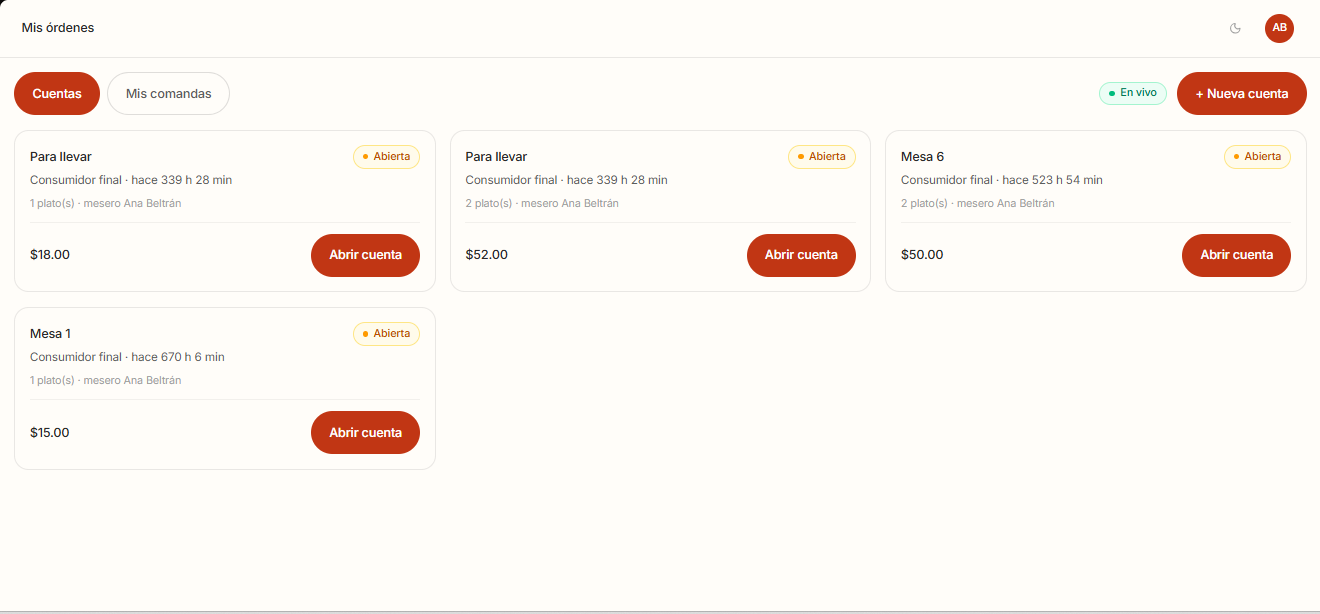 Mis órdenes
AB
Cuentas
Mis comandas
En vivo
+ Nueva cuenta
Para llevar
Abierta
Consumidor final · hace 339 h 28 min
1 plato(s) · mesero Ana Beltrán
$18.00
Abrir cuenta
Para llevar
Abierta
Consumidor final · hace 339 h 28 min
2 plato(s) · mesero Ana Beltrán
$52.00
Abrir cuenta
Mesa 6
Abierta
Consumidor final · hace 523 h 54 min
2 plato(s) · mesero Ana Beltrán
$50.00
Abrir cuenta
Mesa 1
Abierta
Consumidor final · hace 670 h 6 min
1 plato(s) · mesero Ana Beltrán
$15.00
Abrir cuenta